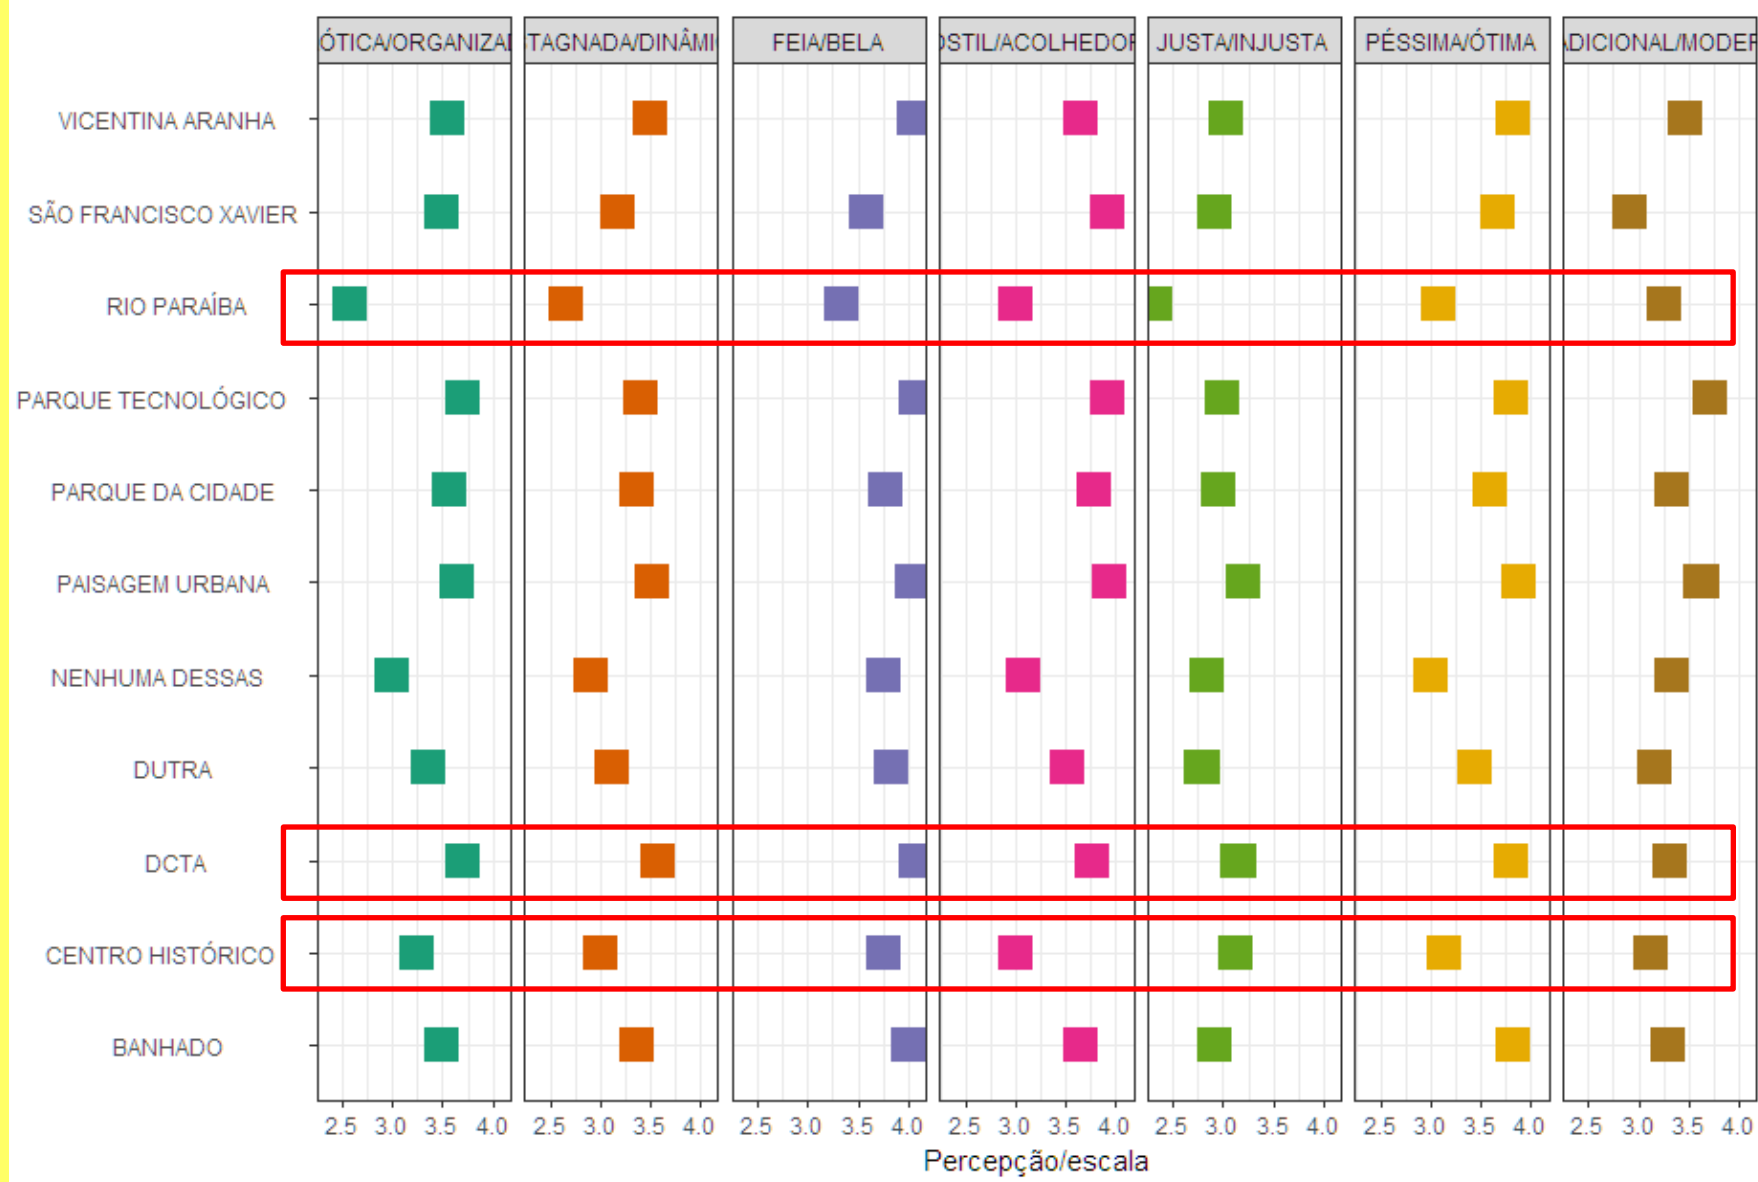 ÓTICA/ORGANIZA TAGNADA/DINÂMI FEIA/BELA OSTIL/ACOLHEDOR JUSTA/INJUSTA PÉSSIMA/ÓTIMA ADICIONAL/MODER
VICENTINA ARANHA
SÃO FRANCISCO XAVIER
RIO PARAÍBA
PARQUE TECNOLÓGICO
PARQUE DA CIDADE
PAISAGEM URBANA
NENHUMA DESSAS
DUTRA
DCTA
CENTRO HISTÓRICO
BANHADO
2.5 3.0 3.5 4.0 2.5 3.0 3.5 4.0 2.5 3.0 3.5 4.0 2.5 3.0 3.5 4.0 2.5 3.0 3.5 4.0 2.5 3.0 3.5 4.0 2.5 3.0 3.5 4.0
Percepção/escala